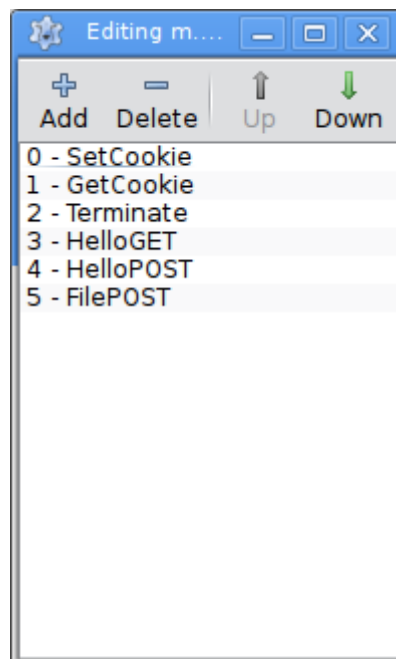 Editing m....
Add Delete Up Down
0 - SetCookie
1 - GetCookie
2 - Terminate
3 - HelloGET
4 - HelloPOST
5 - FilePOST